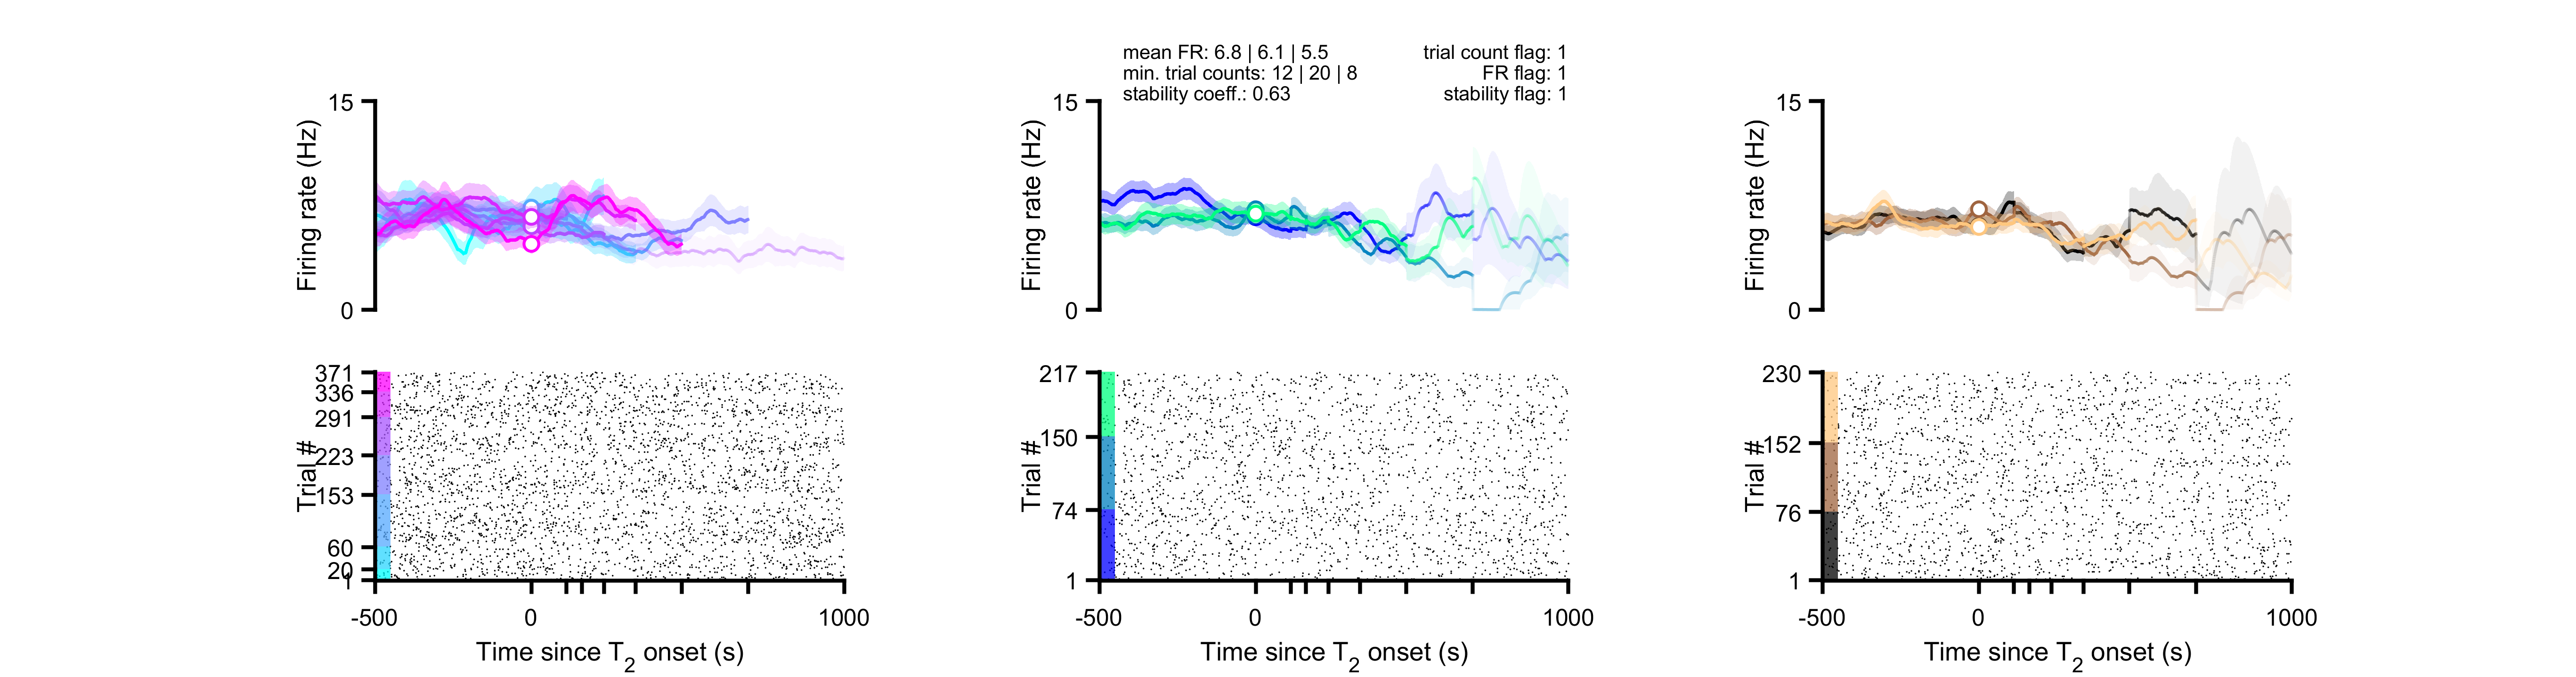 mean FR: 6.8 | 6.1 | 5.5
min. trial counts: 12 | 20 | 8
stability coeff.: 0.63
trial count flag: 1
FR flag: 1
stability flag: 1
15
Firing rate (Hz)
0
15
Firing rate (Hz)
0
15
Firing rate (Hz)
0
371
336
291
223
153
60
20
1
Trial #
-500
0
1000
Time since T2 onset (s)
217
150
74
1
Trial #
-500
0
1000
Time since T2 onset (s)
230
152
76
1
Trial #
-500
0
1000
Time since T2 onset (s)